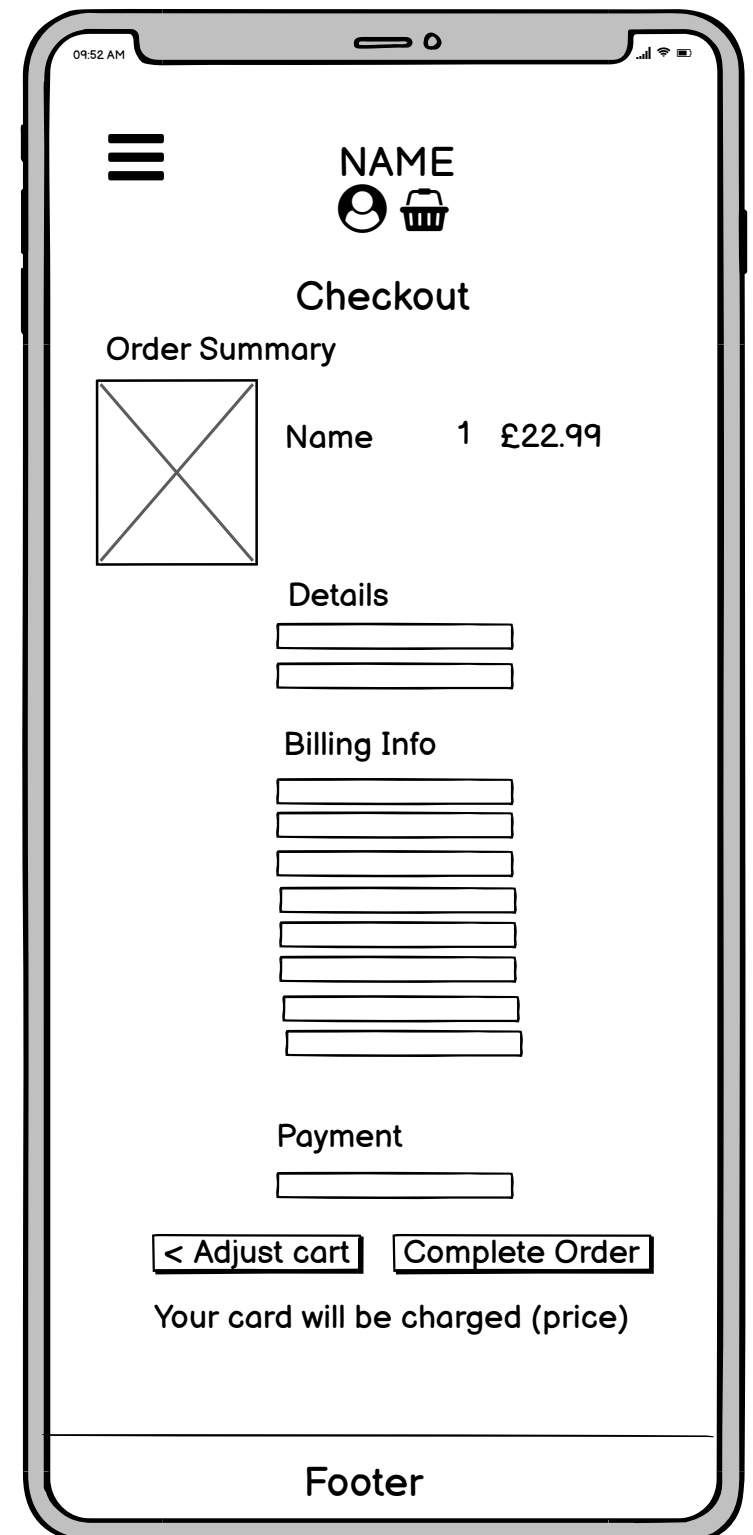 09:52 AM
NAME
Checkout
Order Summary
Name 1 £22.99
Details
Billing Info
Payment
< Adjust cart Complete Order
Your card will be charged (price)
Footer